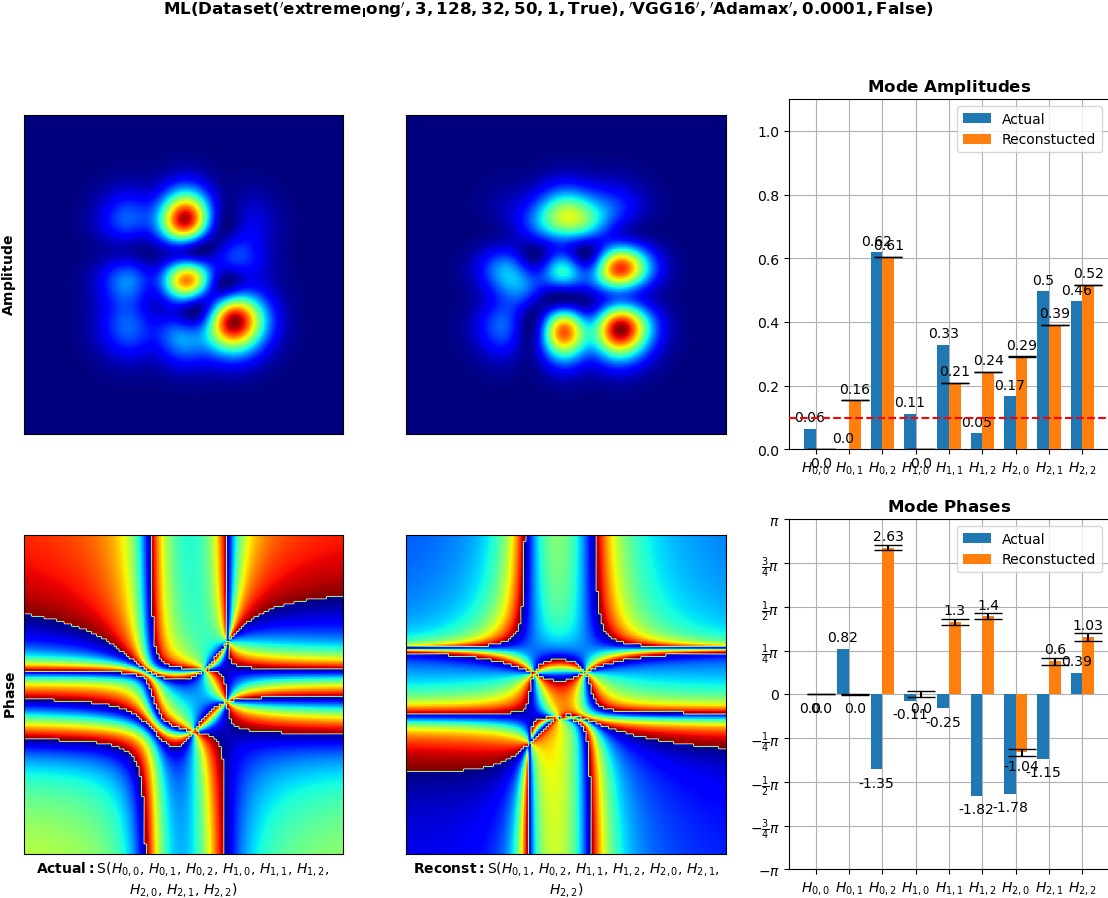 ML(Dataset('extreme_long', 3, 128, 32, 50, 1, True), 'VGG16', 'Adamax', 0.0001, False)
Mode Amplitudes
Amplitude
Actual
Reconstucted
1.0
0.8
0.6
0.4
0.2
0.0
0.06
0.0
0.0
0.16
0.62
0.61
0.11
0.0
0.33
0.21
0.05
0.24
0.17
0.29
0.5
0.39
0.46
0.52
H0,0 H0,1 H0,2 H1,0 H1,1 H1,2 H2,0 H2,1 H2,2
Mode Phases
Phase
Actual
Reconstucted
π
3/4π
1/2π
1/4π
0
−1/4π
−1/2π
−3/4π
−π
0.0
0.0
0.82
0.0
-1.35
2.63
-0.11
0.0
-0.25
1.3
-1.82
1.4
-1.78
-1.04
-1.15
0.6
0.39
1.03
H0,0 H0,1 H0,2 H1,0 H1,1 H1,2 H2,0 H2,1 H2,2
Actual: S(H0,0, H0,1, H0,2, H1,0, H1,1, H1,2,
H2,0, H2,1, H2,2)
Reconst: S(H0,1, H0,2, H1,1, H1,2, H2,0, H2,1,
H2,2)